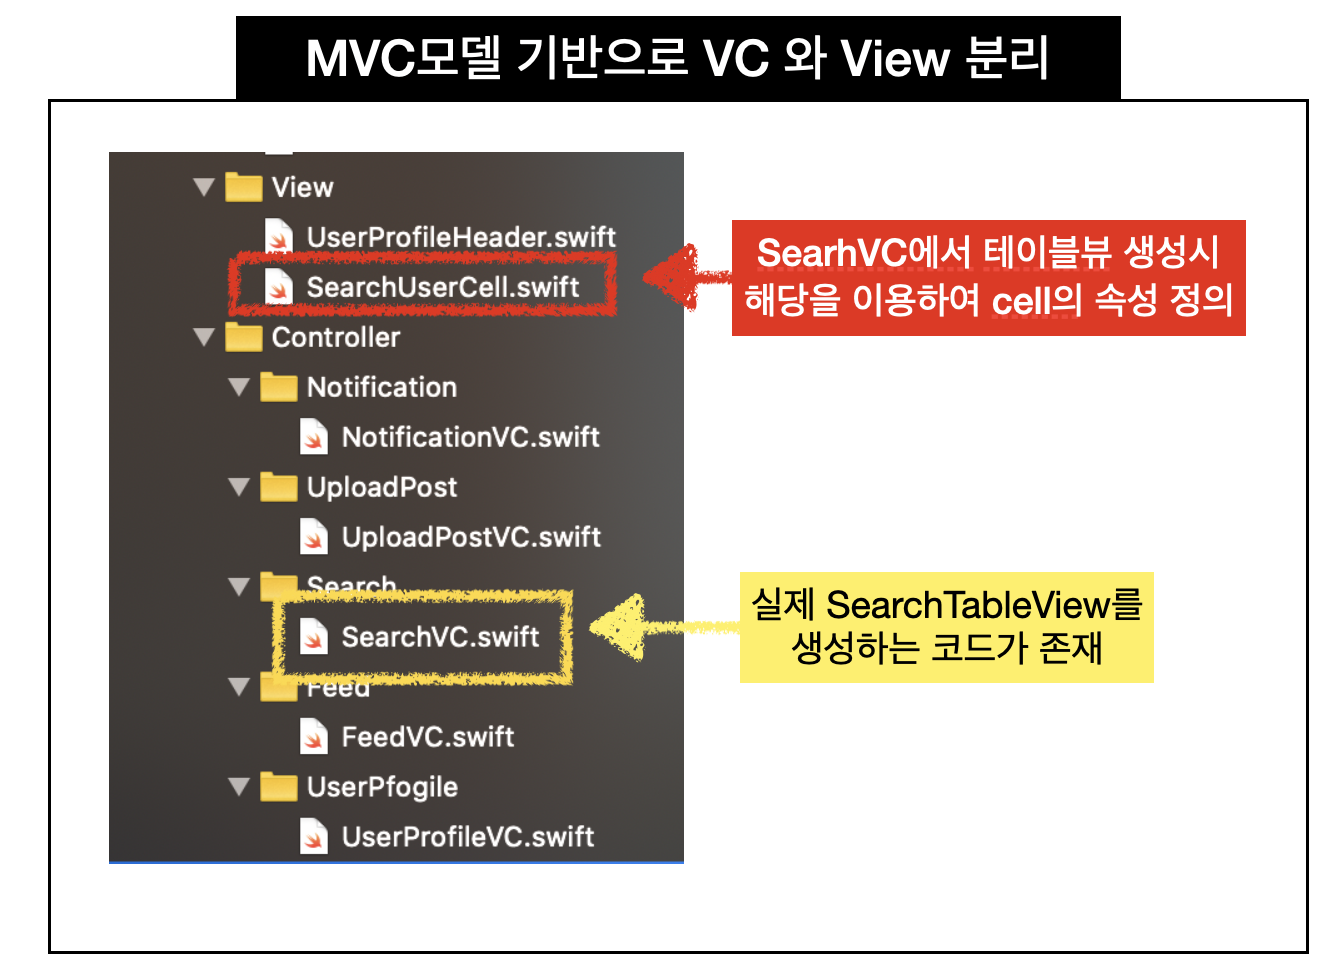 MVC모델 기반으로 VC 와 View 분리
View
UserProfileHeader.swift
SearchUserCell.swift
Controller
Notification
NotificationVC.swift
UploadPost
UploadPostVC.swift
Search
SearchVC.swift
Feed
FeedVC.swift
UserPfogile
UserProfileVC.swift
SearhVC에서 테이블뷰 생성시
해당을 이용하여 cell의 속성 정의
실제 SearchTableView를
생성하는 코드가 존재